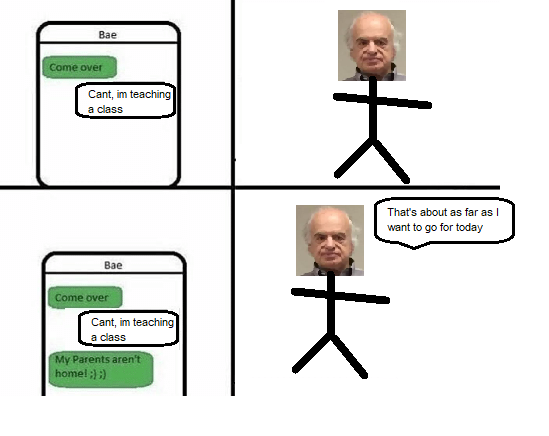 Bae
Come over
Cant, im teaching
a class
Bae
Come over
Cant, im teaching
a class
My Parents aren't
home! ;) ;)
That's about as far as I
want to go for today